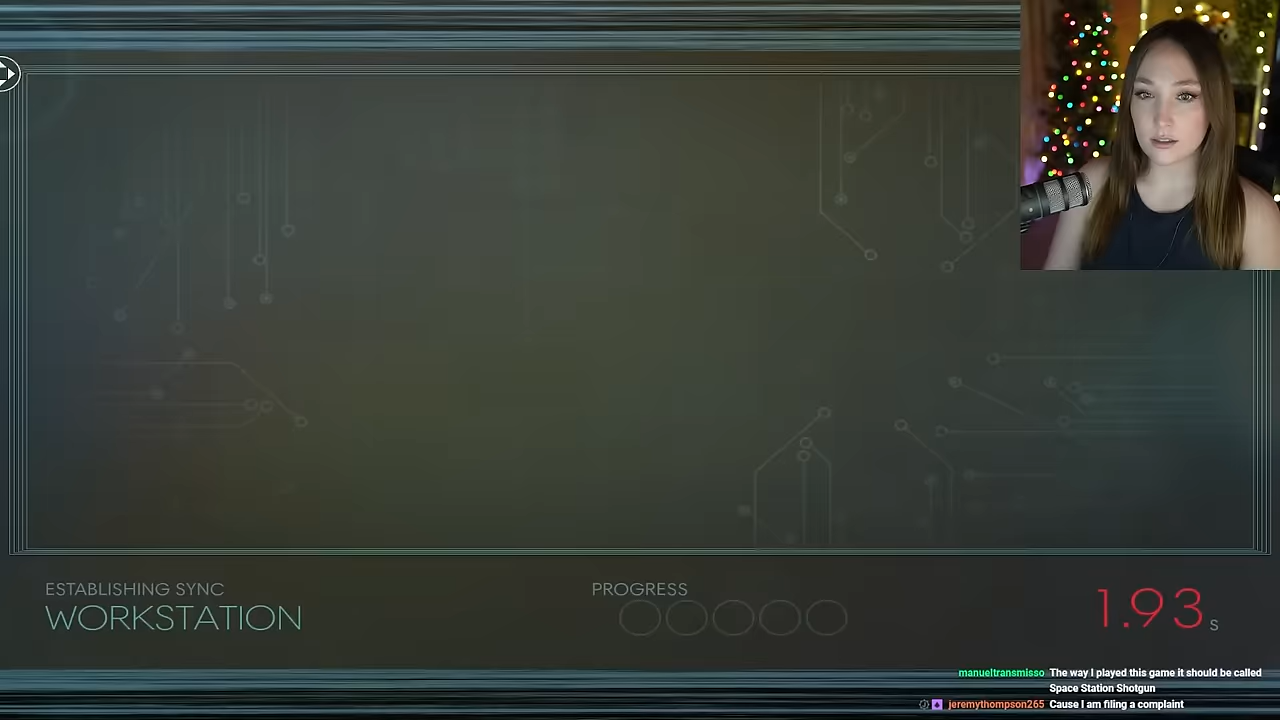 ESTABLISHING SYNC
WORKSTATION
PROGRESS
1.93 s
manueltransmisso The way I played this game it should be called
Space Station Shotgun
jeremythompson265 Cause I am filing a complaint